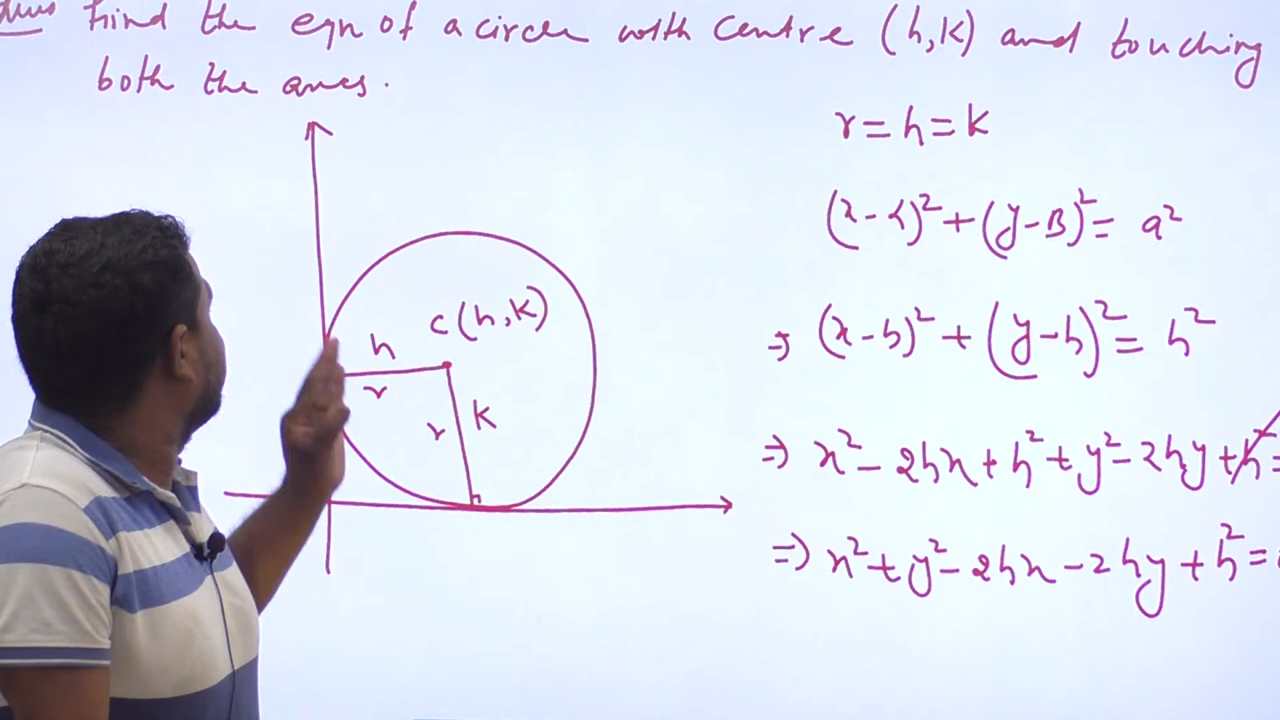 Find the eqn of a circle with centre (h,k) and touching
both the axes.
r=h=k
(x-α)²+(y-β)²= a²
C(h,k)
⇒ (x-h)²+(y-h)²= h²
h
r
r k
⇒ x²-2hx+h²+y²-2hy+h²=
⇒ x²+y²-2hx-2hy+h²=